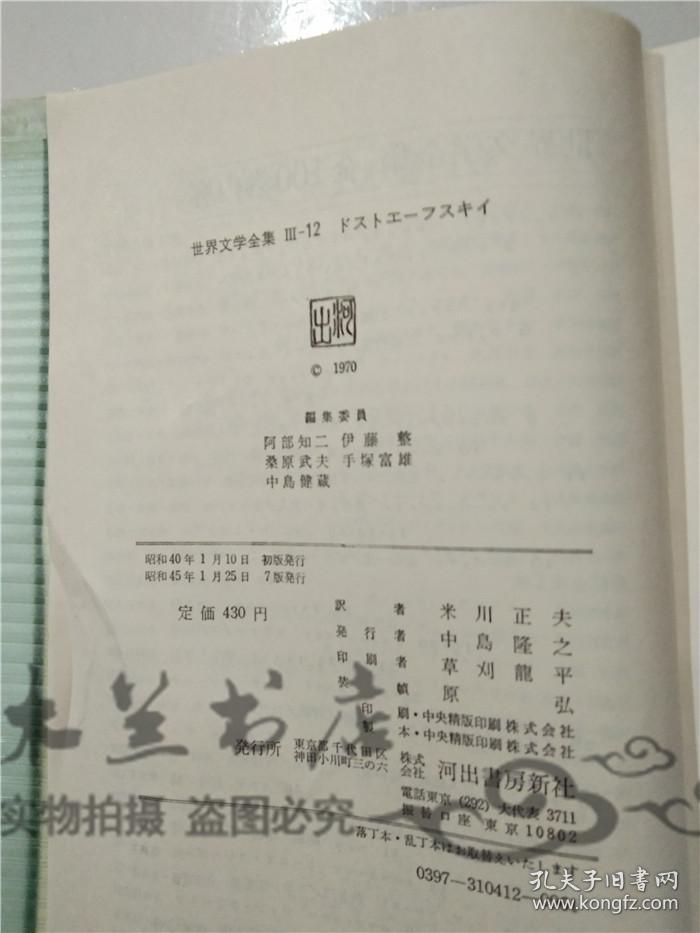 世界文学全集 III-12 ドストエーフスキイ
河出
© 1970
編集委員
阿部知二 伊藤 整
桑原武夫 手塚富雄
中島健蔵
昭和40年1月10日 初版発行
昭和45年1月25日 7版発行
定価 430円
訳者 米川正夫
発行者 中島隆之
印刷者 草刈龍平
装幀 原弘
印刷・中央精版印刷株式会社
製本・中央精版印刷株式会社
発行所 東京都千代田区神田小川町三の六 株式会社 河出書房新社
電話東京 (292) 大代表 3711
振替口座 東京 10802
落丁本・乱丁本はお取替えいたします
0397—310412—09
大兰书店
实物拍摄 盗图必究
孔夫子旧书网
www.kongfz.com